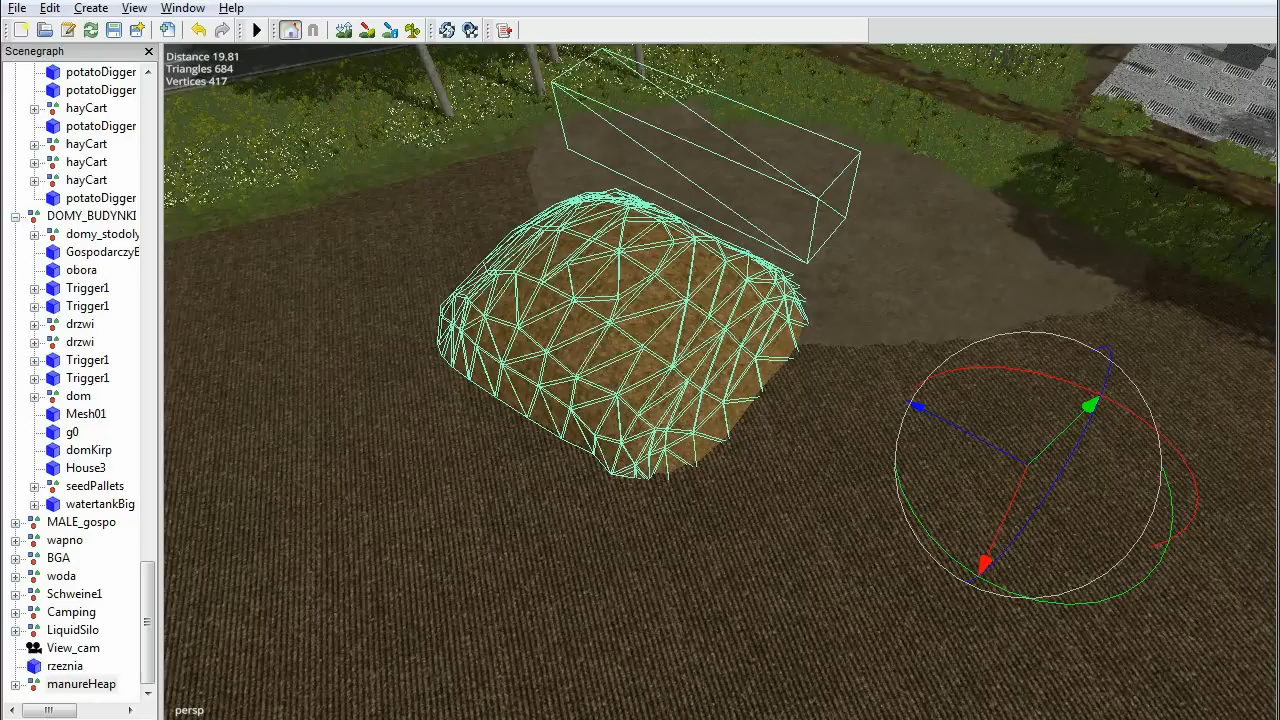 File Edit Create View Window Help
Scenegraph
Distance 19.81
Triangles 684
Vertices 417
potatoDigger
potatoDigger
hayCart
potatoDigger
hayCart
hayCart
hayCart
potatoDigger
DOMY_BUDYNKI
domy_stodoly
GospodarczyE
obora
Trigger1
Trigger1
drzwi
drzwi
Trigger1
Trigger1
dom
Mesh01
g0
domKirp
House3
seedPallets
watertankBig
MALE_gospo
wapno
BGA
woda
Schweine1
Camping
LiquidSilo
View_cam
rzeznia
manureHeap
persp